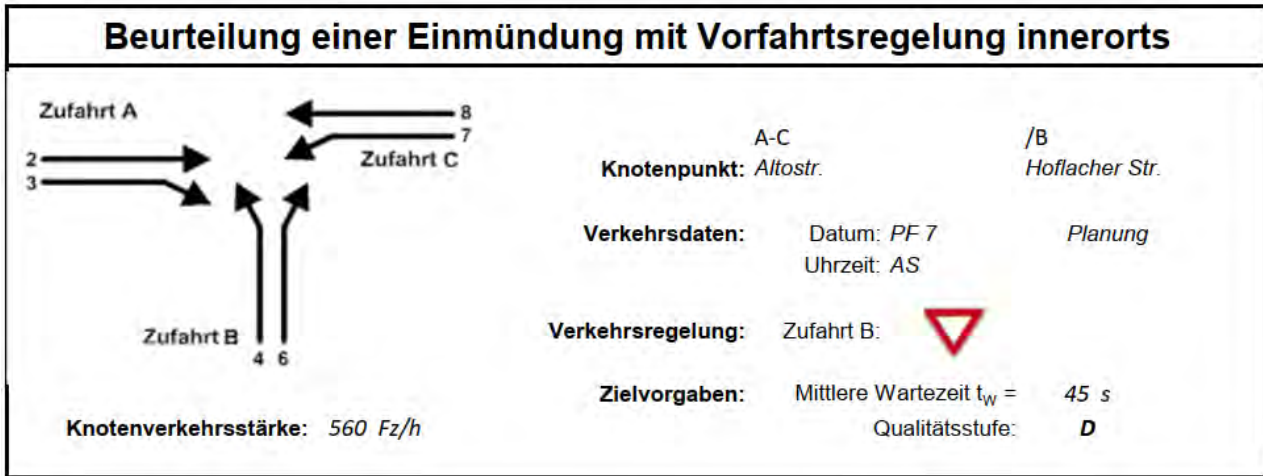 Beurteilung einer Einmündung mit Vorfahrtsregelung innerorts
Zufahrt A
8
7
2
Zufahrt C
3
Zufahrt B
4 6
Knotenverkehrsstärke: 560 Fz/h
A-C /B
Knotenpunkt: Altostr. Hoflacher Str.
Verkehrsdaten: Datum: PF 7 Planung
Uhrzeit: AS
Verkehrsregelung: Zufahrt B:
Zielvorgaben: Mittlere Wartezeit tW = 45 s
Qualitätsstufe: D